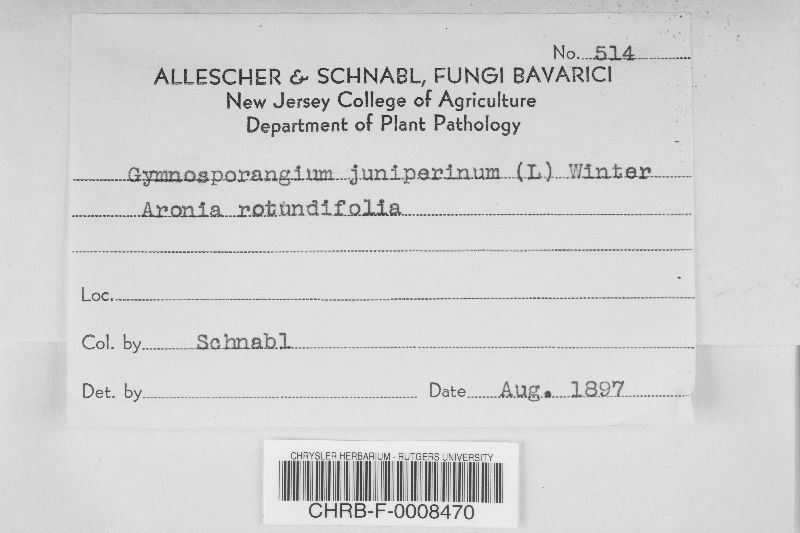 No. 514
ALLESCHER & SCHNABL, FUNGI BAVARICI
New Jersey College of Agriculture
Department of Plant Pathology
Gymnosporangium juniperinum (L) Winter
Aronia rotundifolia
Loc.
Col. by Schnabl
Det. by Date Aug. 1897
CHRYSLER HERBARIUM - RUTGERS UNIVERSITY
CHRB-F-0008470